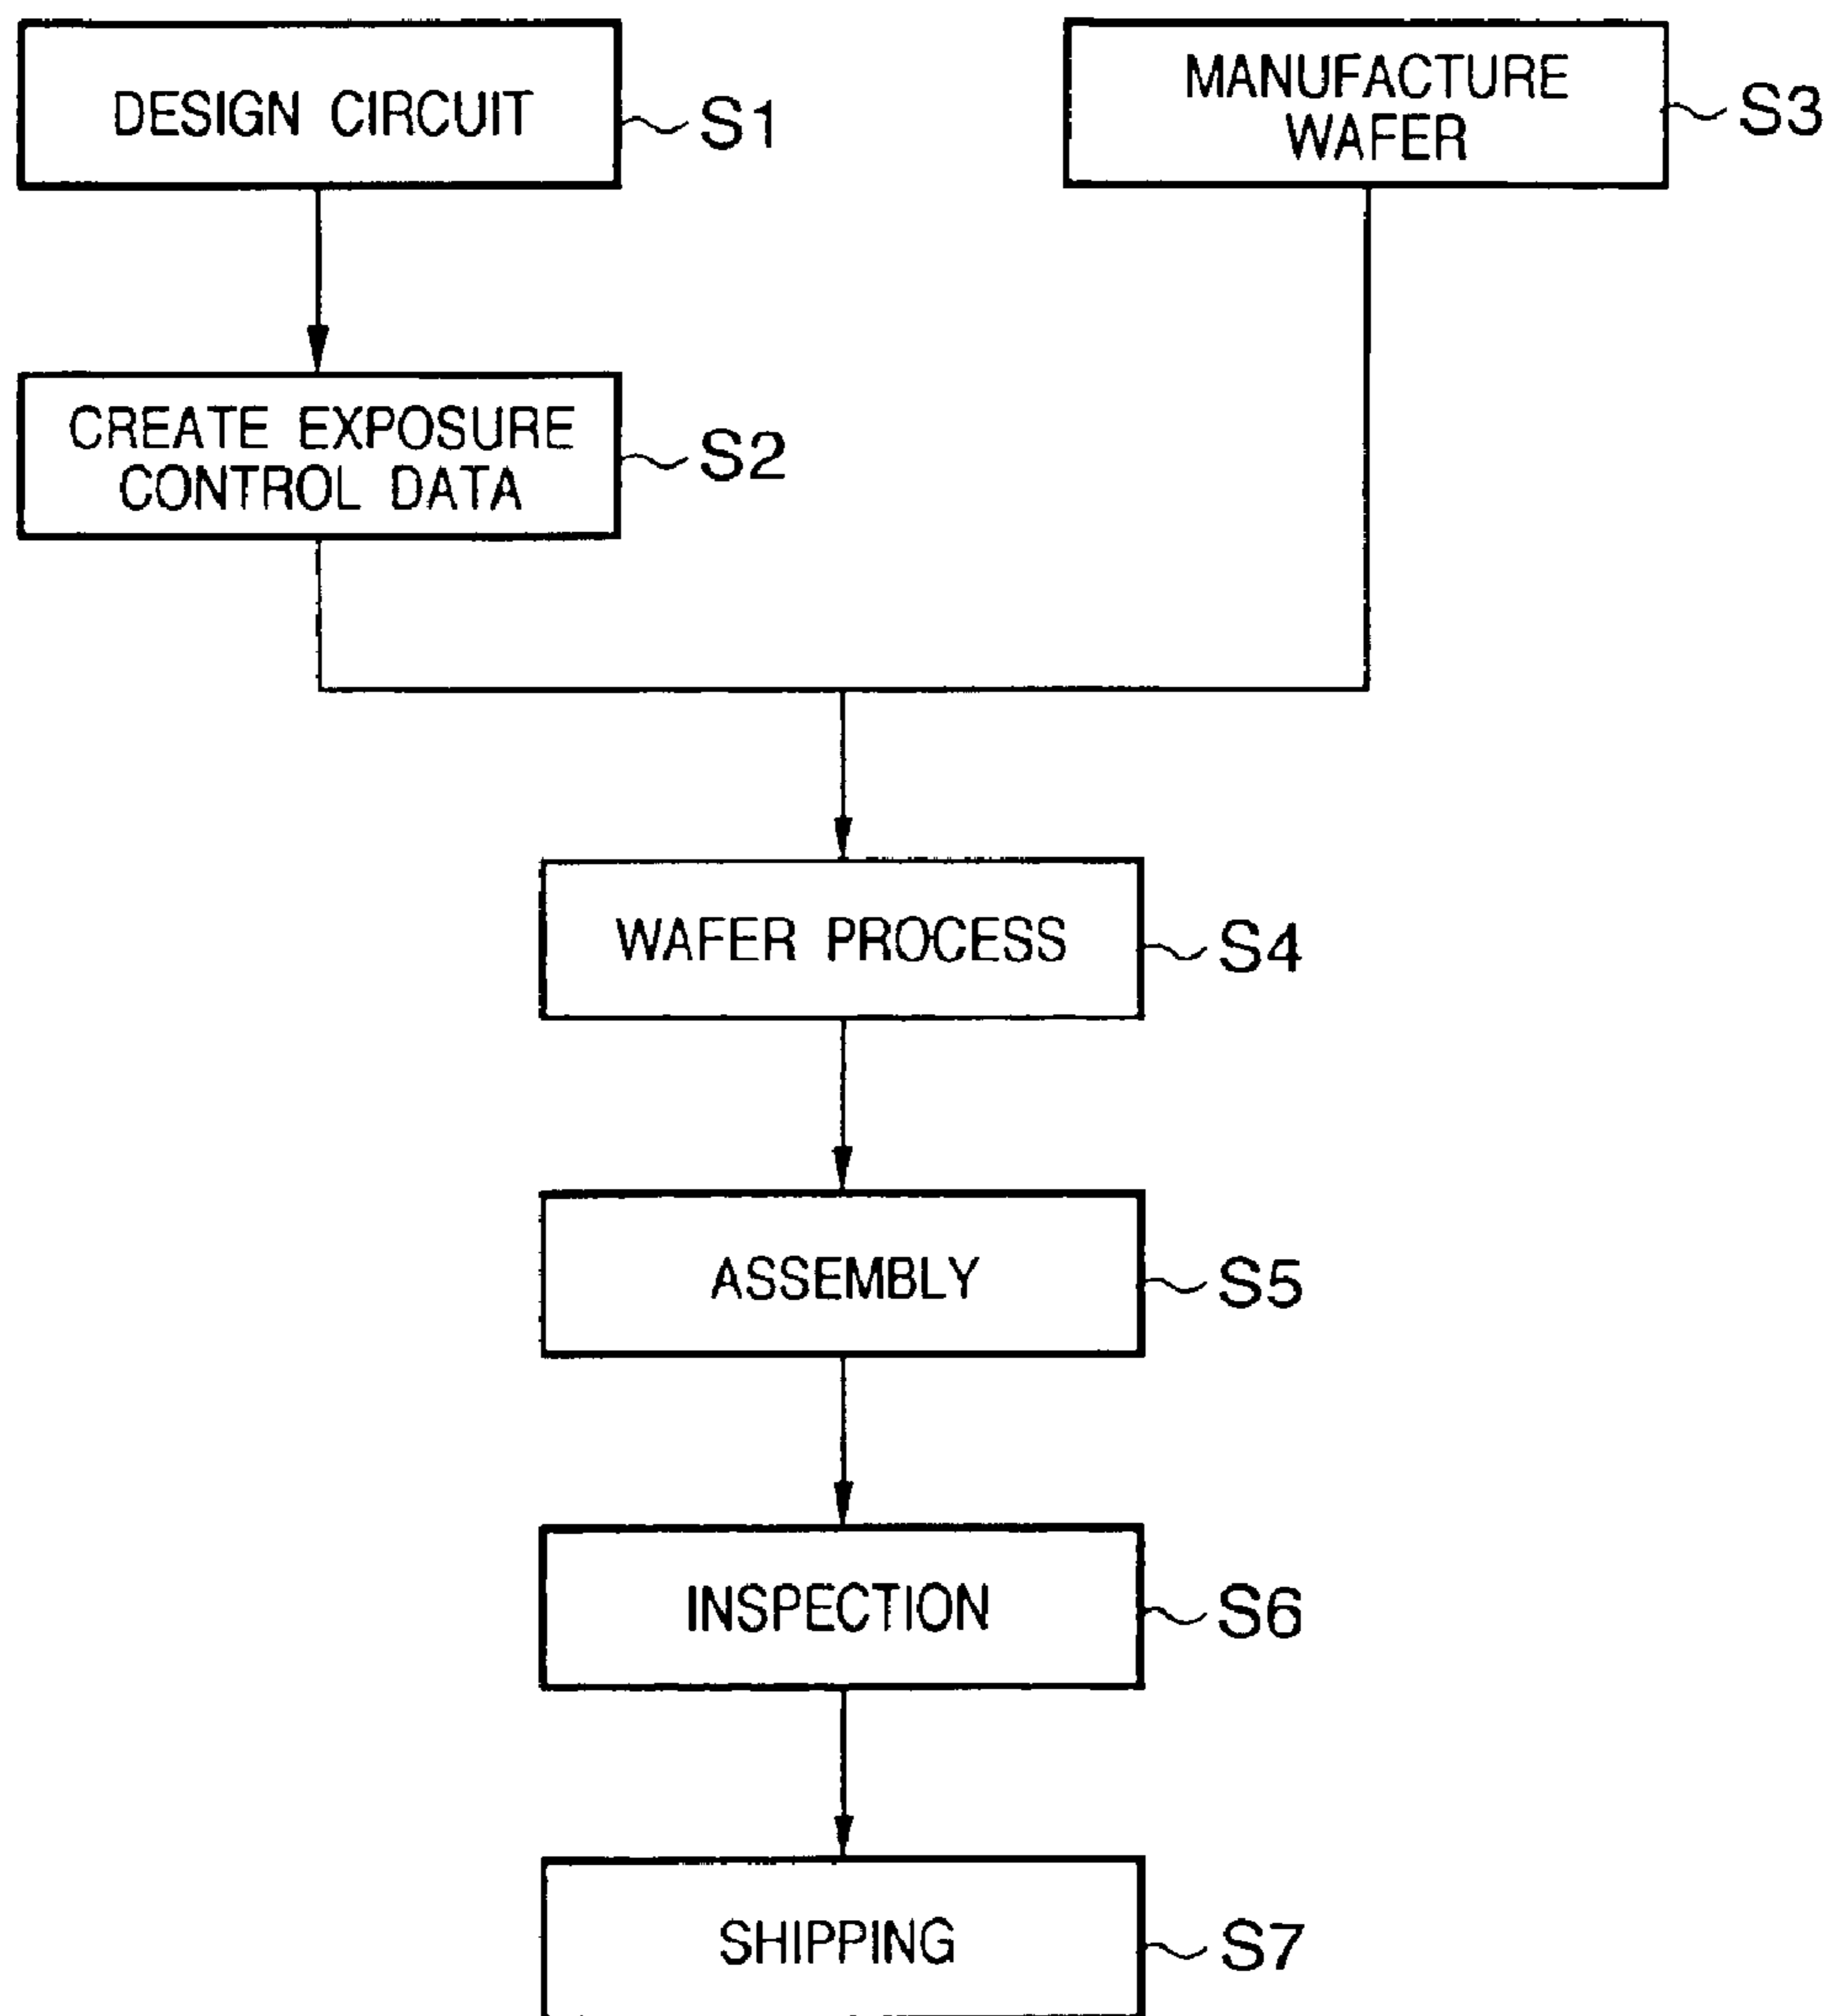 DESIGN CIRCUIT
S1
MANUFACTURE
WAFER
S3
CREATE EXPOSURE
CONTROL DATA
S2
WAFER PROCESS
S4
ASSEMBLY
S5
INSPECTION
S6
SHIPPING
S7